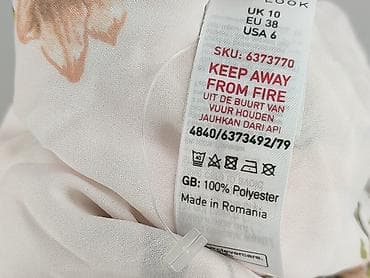 LOOK
UK 10
EU 38
USA 6
SKU: 6373770
KEEP AWAY
FROM FIRE
UIT DE BUURT VAN
VUUR HOUDEN
JAUHKAN DARI API
4840/6373492/79
GB: 100% Polyester
Made in Romania